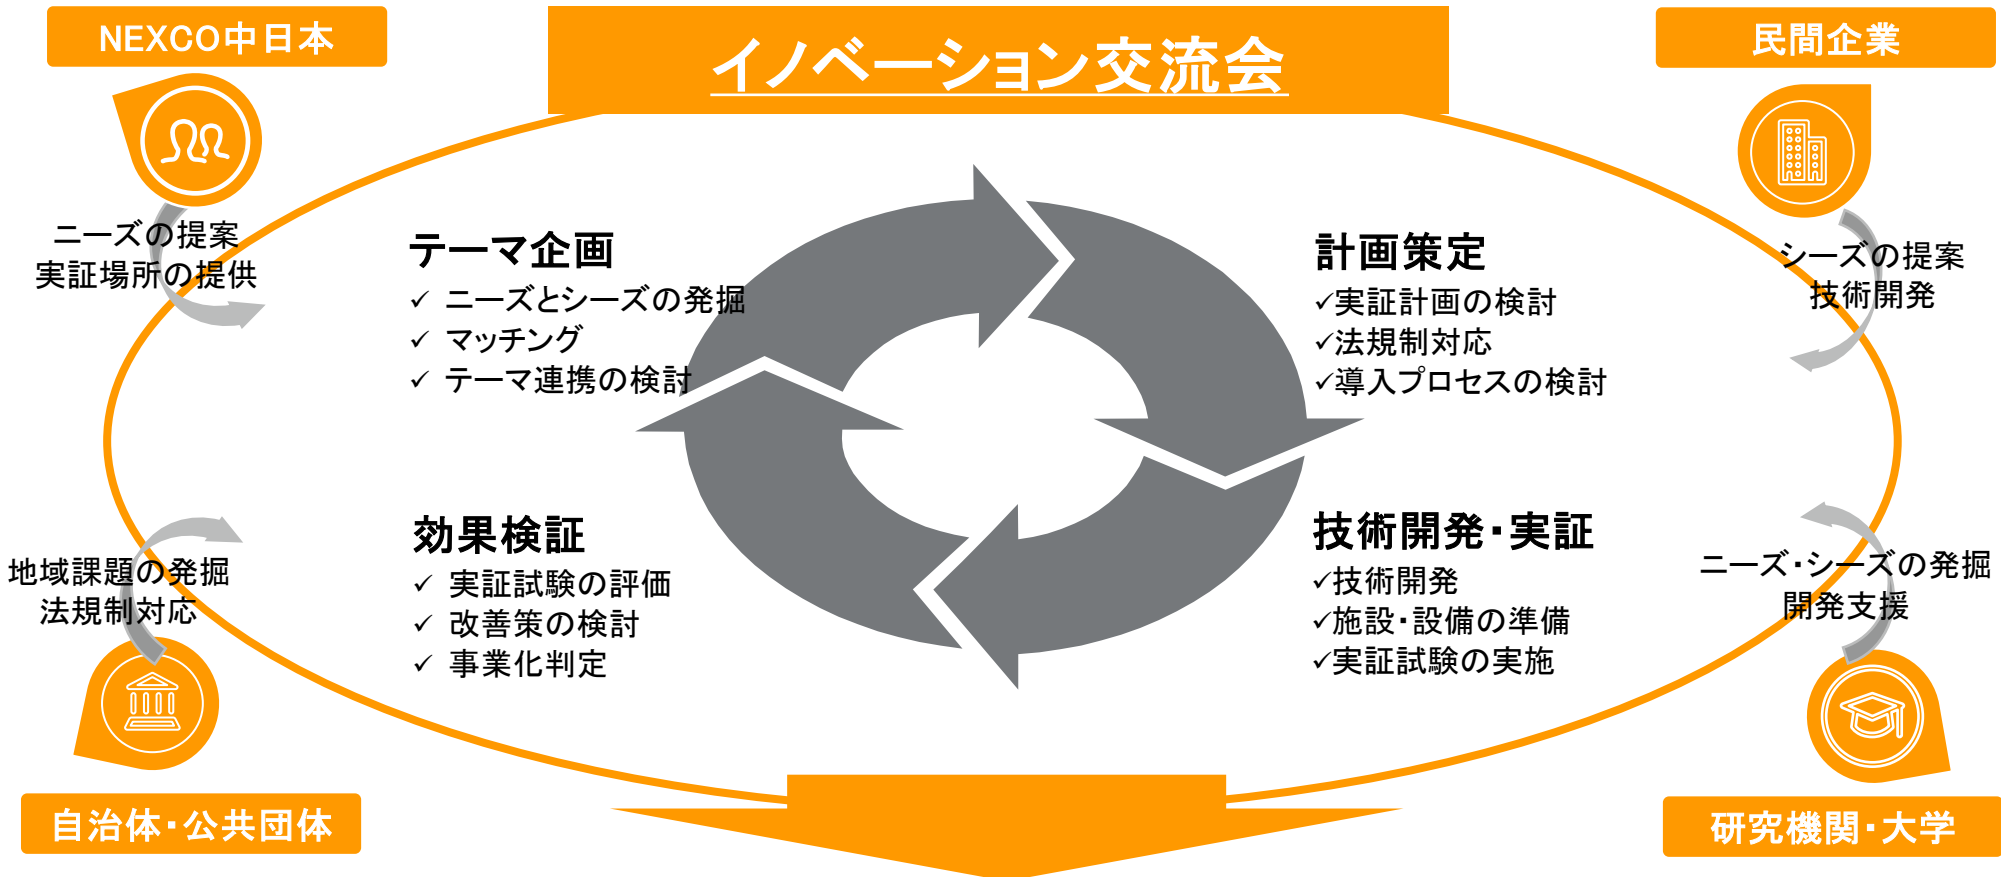 イノベーション交流会
NEXCO中日本
ニーズの提案
実証場所の提供
民間企業
シーズの提案
技術開発
テーマ企画
✓ ニーズとシーズの発掘
✓ マッチング
✓ テーマ連携の検討
計画策定
✓実証計画の検討
✓法規制対応
✓導入プロセスの検討
効果検証
✓ 実証試験の評価
✓ 改善策の検討
✓ 事業化判定
技術開発・実証
✓技術開発
✓施設・設備の準備
✓実証試験の実施
地域課題の発掘
法規制対応
自治体・公共団体
ニーズ・シーズの発掘
開発支援
研究機関・大学